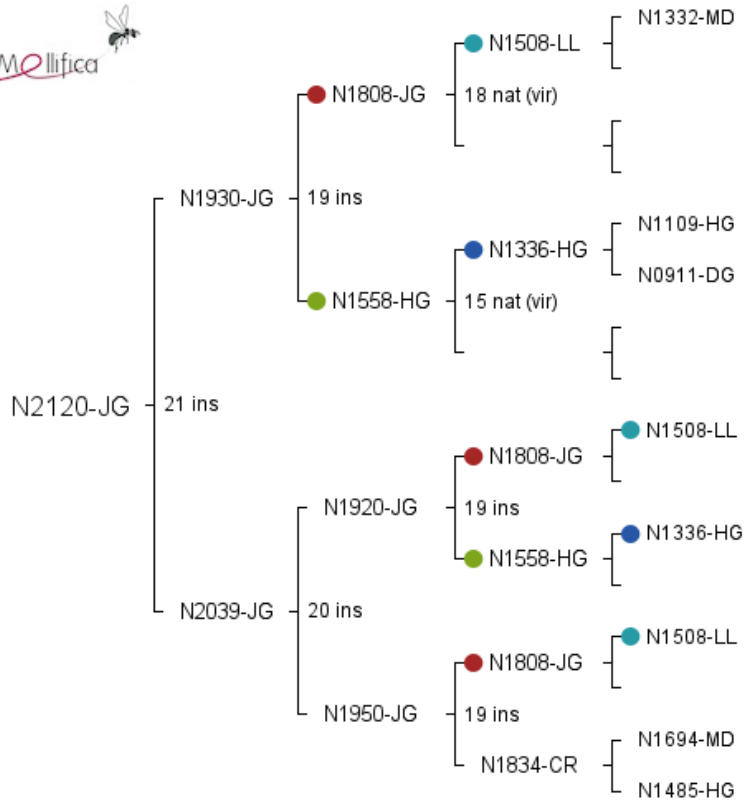 Mellifica
N1332-MD
N1508-LL
N1808-JG
18 nat (vir)
N1930-JG
19 ins
N1109-HG
N1336-HG
N0911-DG
N1558-HG
15 nat (vir)
N2120-JG
21 ins
N1508-LL
N1808-JG
N1920-JG
19 ins
N1336-HG
N1558-HG
N2039-JG
20 ins
N1508-LL
N1808-JG
N1950-JG
19 ins
N1694-MD
N1834-CR
N1485-HG